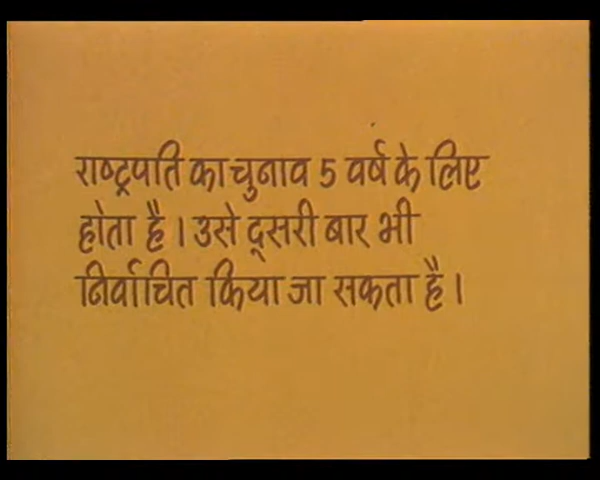 राष्ट्रपति का चुनाव 5 वर्ष के लिए
होता है । उसे दूसरी बार भी
निर्वाचित किया जा सकता है ।